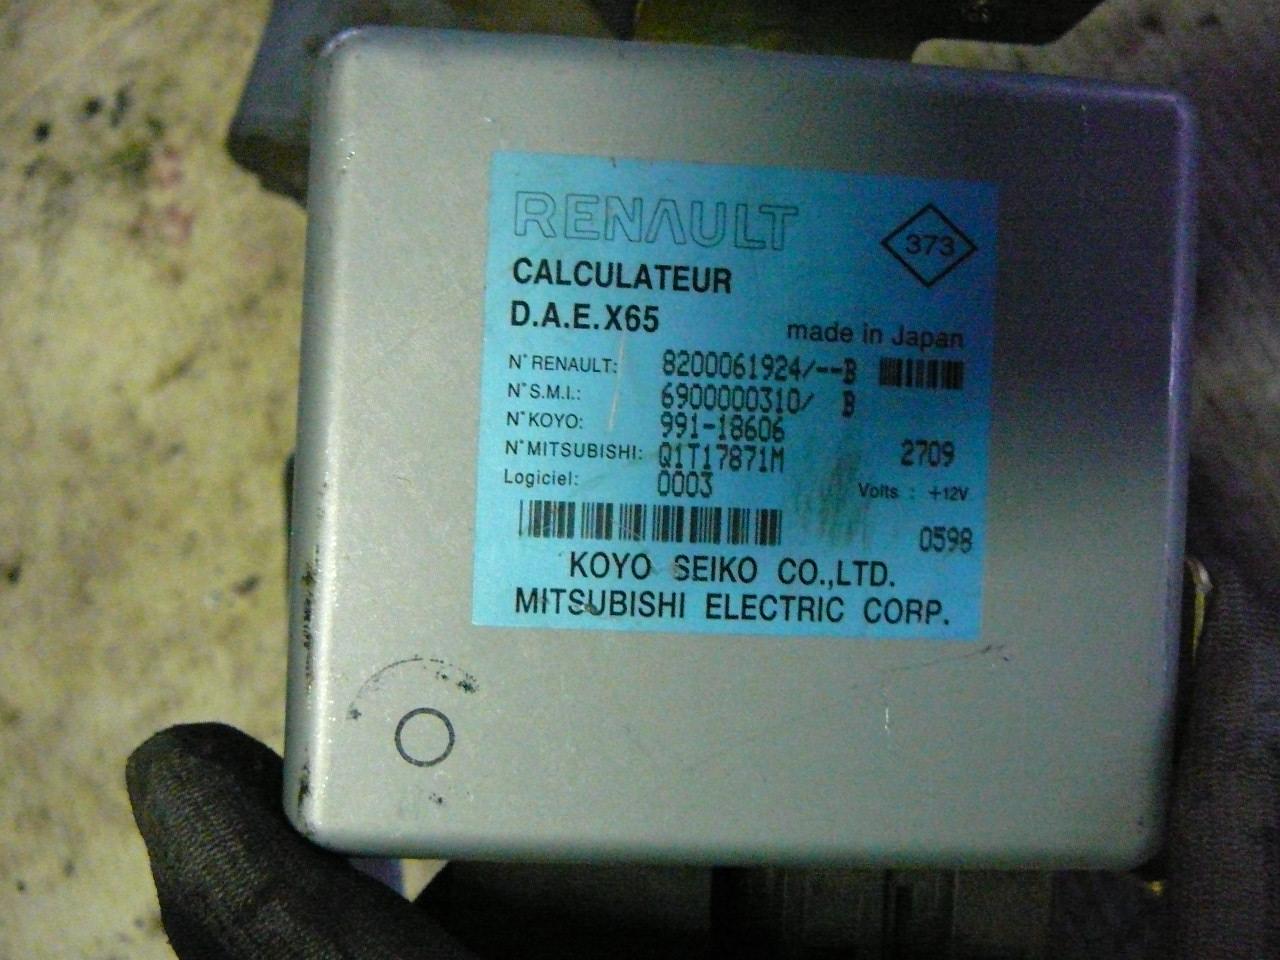 RENAULT
373
CALCULATEUR
D.A.E.X65
made in Japan
N° RENAULT: 8200061924/--B
N° S.M.I.: 6900000310/ B
N° KOYO: 991-18606
N° MITSUBISHI: Q1T17871M 2709
Logiciel: 0003 Volts : +12V
0598
KOYO SEIKO CO.,LTD.
MITSUBISHI ELECTRIC CORP.